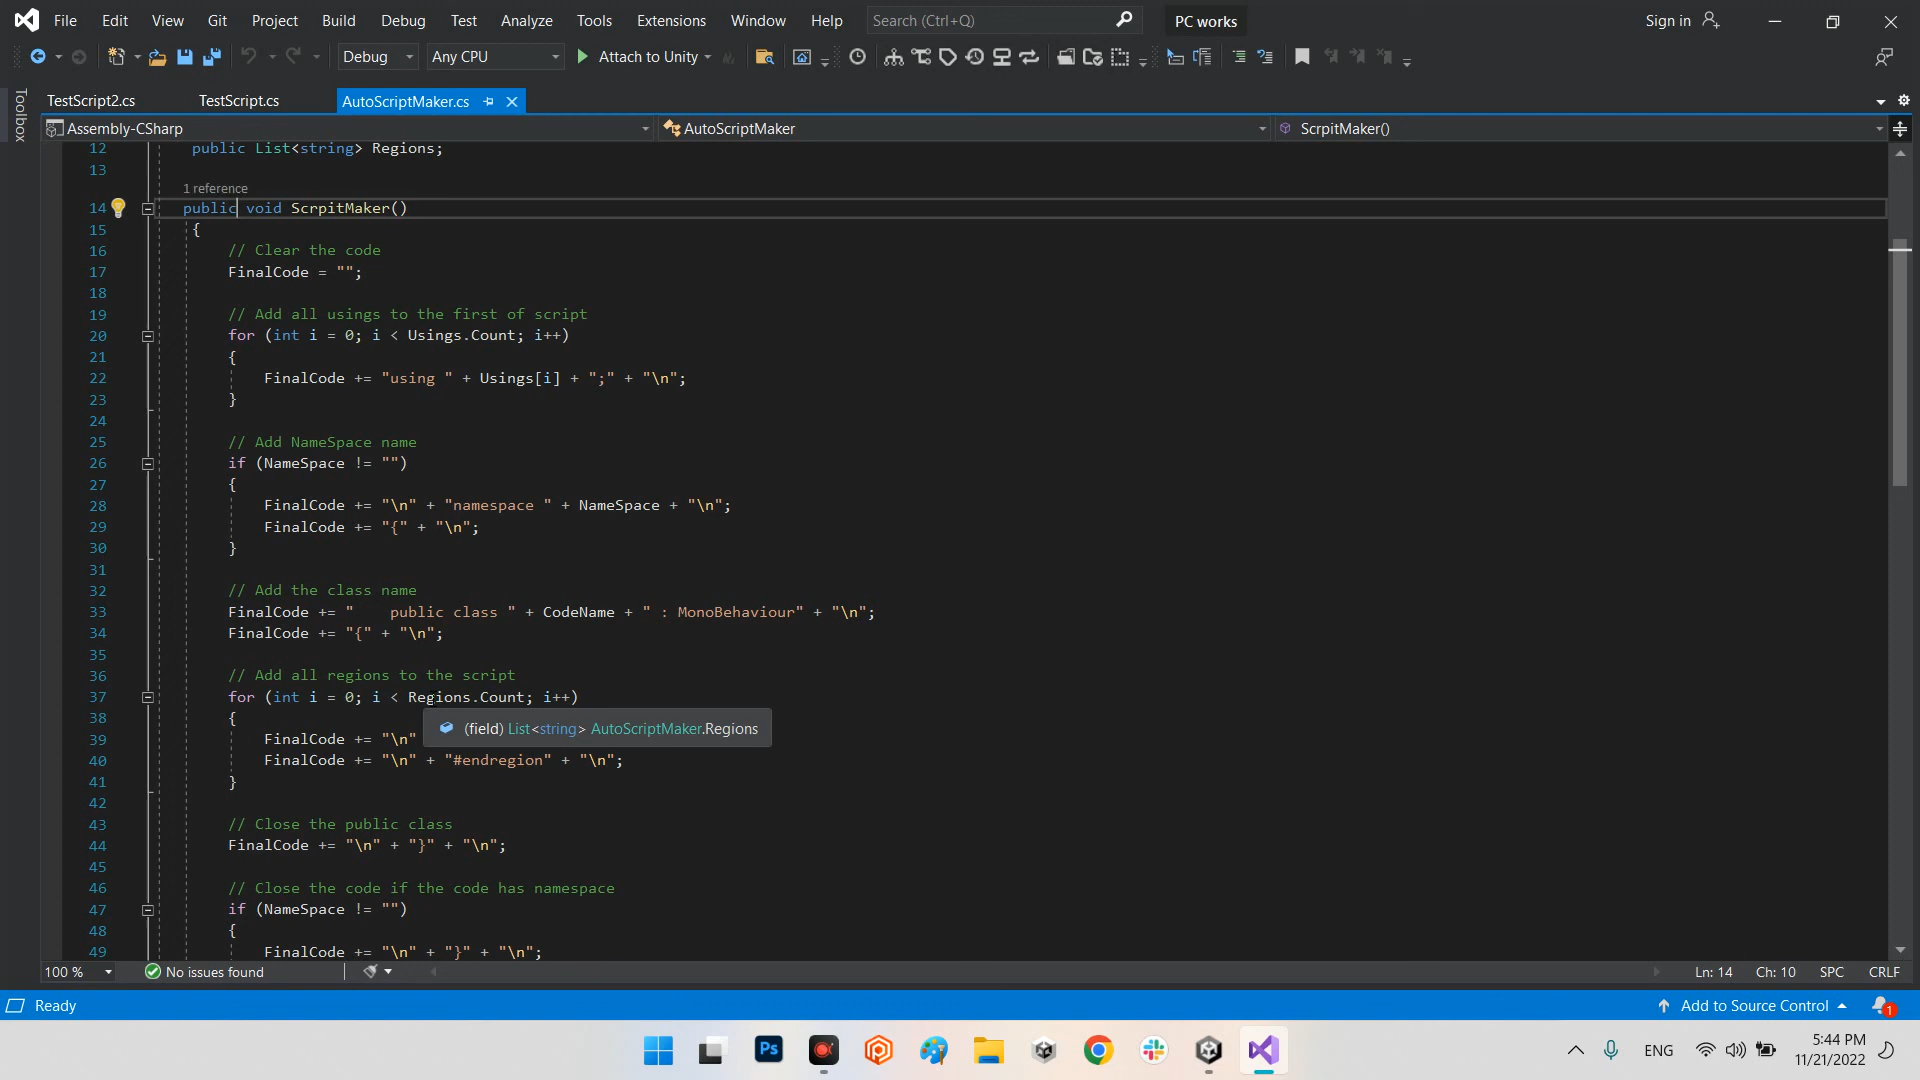 File Edit View Git Project Build Debug Test Analyze Tools Extensions Window Help Search (Ctrl+Q) PC works Sign in
Debug Any CPU Attach to Unity
Toolbox
TestScript2.cs TestScript.cs AutoScriptMaker.cs
Assembly-CSharp AutoScriptMaker ScrpitMaker()
12 public List<string> Regions;
13
1 reference
14 public void ScrpitMaker()
15 {
16 // Clear the code
17 FinalCode = "";
18
19 // Add all usings to the first of script
20 for (int i = 0; i < Usings.Count; i++)
21 {
22 FinalCode += "using " + Usings[i] + ";" + "\n";
23 }
24
25 // Add NameSpace name
26 if (NameSpace != "")
27 {
28 FinalCode += "\n" + "namespace " + NameSpace + "\n";
29 FinalCode += "{" + "\n";
30 }
31
32 // Add the class name
33 FinalCode += "    public class " + CodeName + " : MonoBehaviour" + "\n";
34 FinalCode += "{" + "\n";
35
36 // Add all regions to the script
37 for (int i = 0; i < Regions.Count; i++)
38 {
(field) List<string> AutoScriptMaker.Regions
39 FinalCode += "\n"
40 FinalCode += "\n" + "#endregion" + "\n";
41 }
42
43 // Close the public class
44 FinalCode += "\n" + "}" + "\n";
45
46 // Close the code if the code has namespace
47 if (NameSpace != "")
48 {
49 FinalCode += "\n" + "}" + "\n";
100 % No issues found Ln: 14 Ch: 10 SPC CRLF
Ready Add to Source Control 1
Ps ENG 5:44 PM
11/21/2022